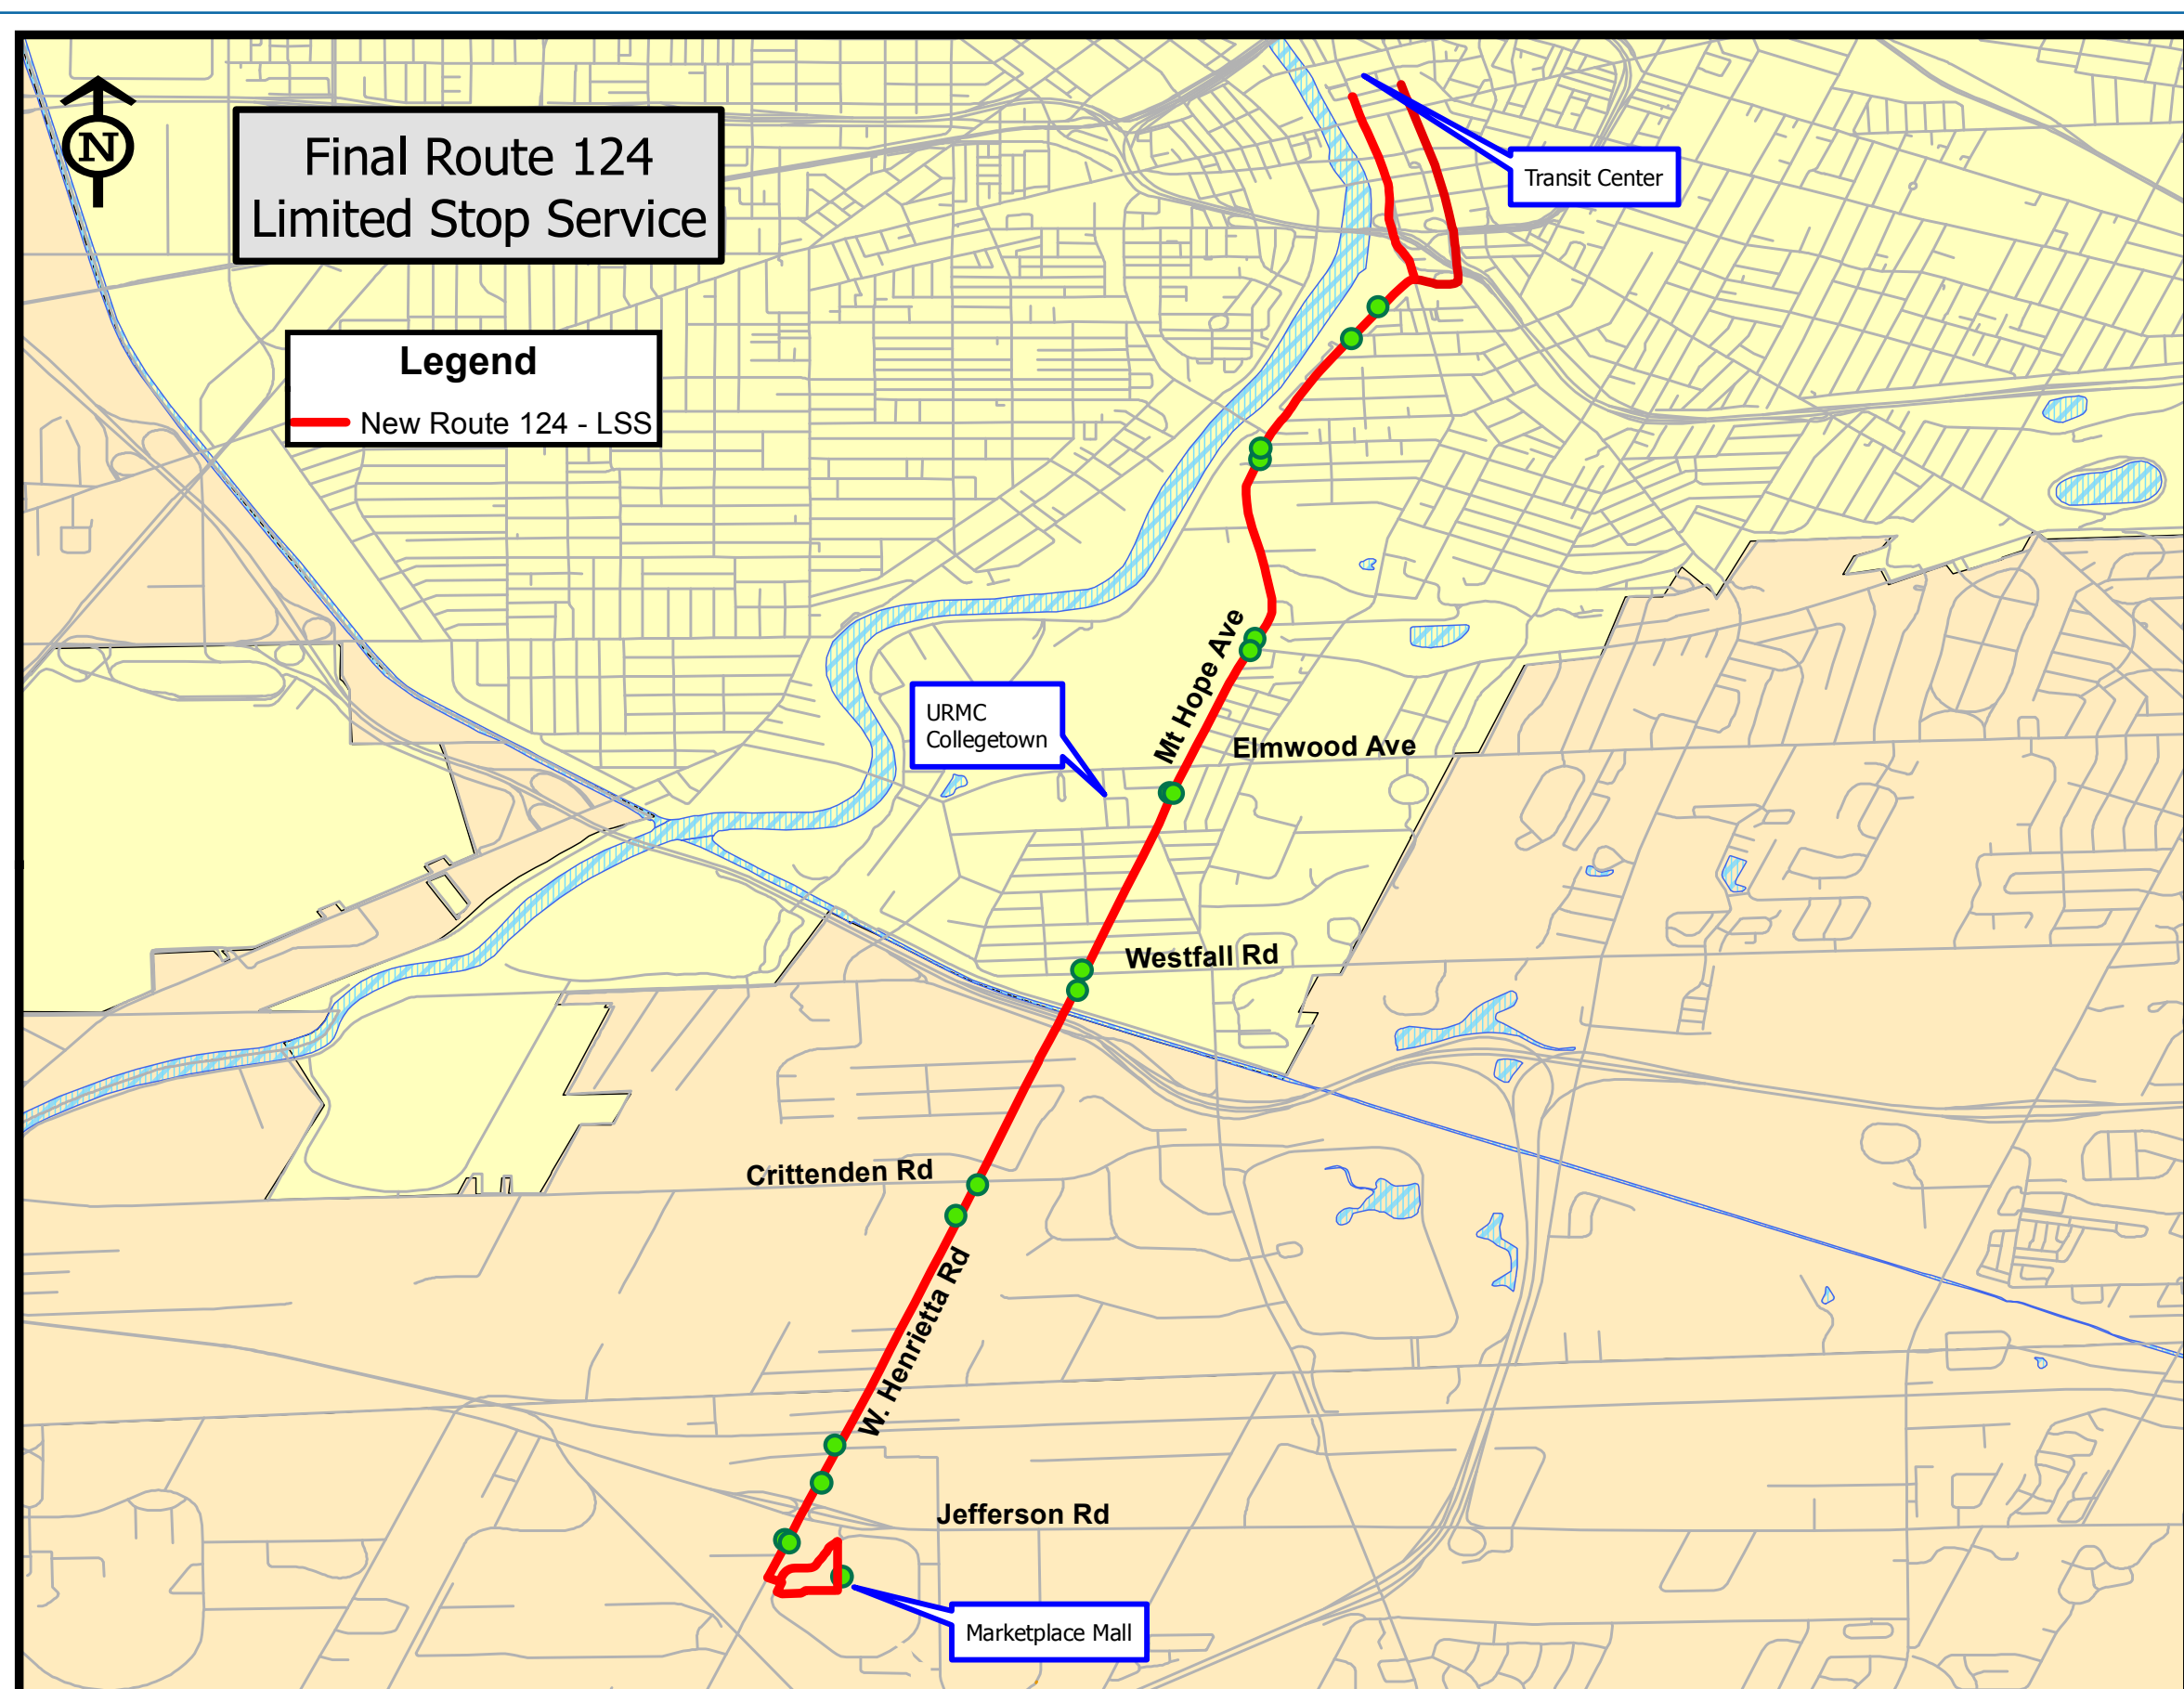 N
Final Route 124
Limited Stop Service
Transit Center
Legend
New Route 124 - LSS
Mt Hope Ave
URMC
Collegetown
Elmwood Ave
Westfall Rd
Crittenden Rd
W. Henrietta Rd
Jefferson Rd
Marketplace Mall